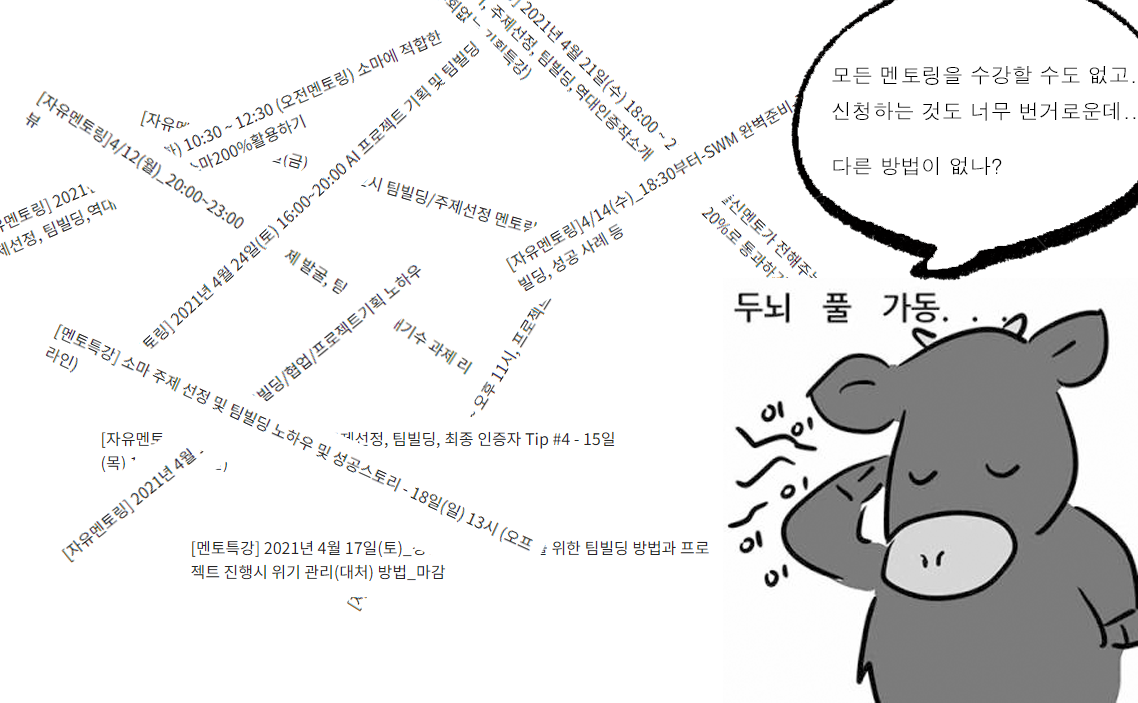 회없
기획특강)
2021년 4월 21일(수) 18:00 ~ 2
주제선정, 팀빌딩, 역대인증작소개
10:30 ~ 12:30 (오전멘토링) 소마에 적합한
마200%활용하기
[자유멘토링]4/12(월)_20:00~23:00
뷰
[자유
(금)
토링] 2021년 4월 24일(토) 16:00~20:00 AI 프로젝트 기획 및 팀빌딩
시 팀빌딩/주제선정 멘토링
유멘토링] 2021
제선정, 팀빌딩,역대
[자유멘토링]4/14(수)_18:30부터-SWM 완벽준비
빌딩, 성공 사례 등
신멘토가 전해주는
20%로 통과하기
제 발굴, 팀
빌딩/협업/프로젝트기획 노하우
기수 과제 리
오후 11시, 프로젝
[멘토특강] 소마 주제 선정 및 팀빌딩 노하우 및 성공스토리 - 18일(일) 13시 (오프
라인)
[자유멘토
제선정, 팀빌딩, 최종 인증자 Tip #4 - 15일
(목)
[자유멘토링] 2021년 4월
[멘토특강] 2021년 4월 17일(토)_
위한 팀빌딩 방법과 프로
젝트 진행시 위기 관리(대처) 방법_마감
모든 멘토링을 수강할 수도 없고.
신청하는 것도 너무 번거로운데..
다른 방법이 없나?
두뇌 풀 가동. . .